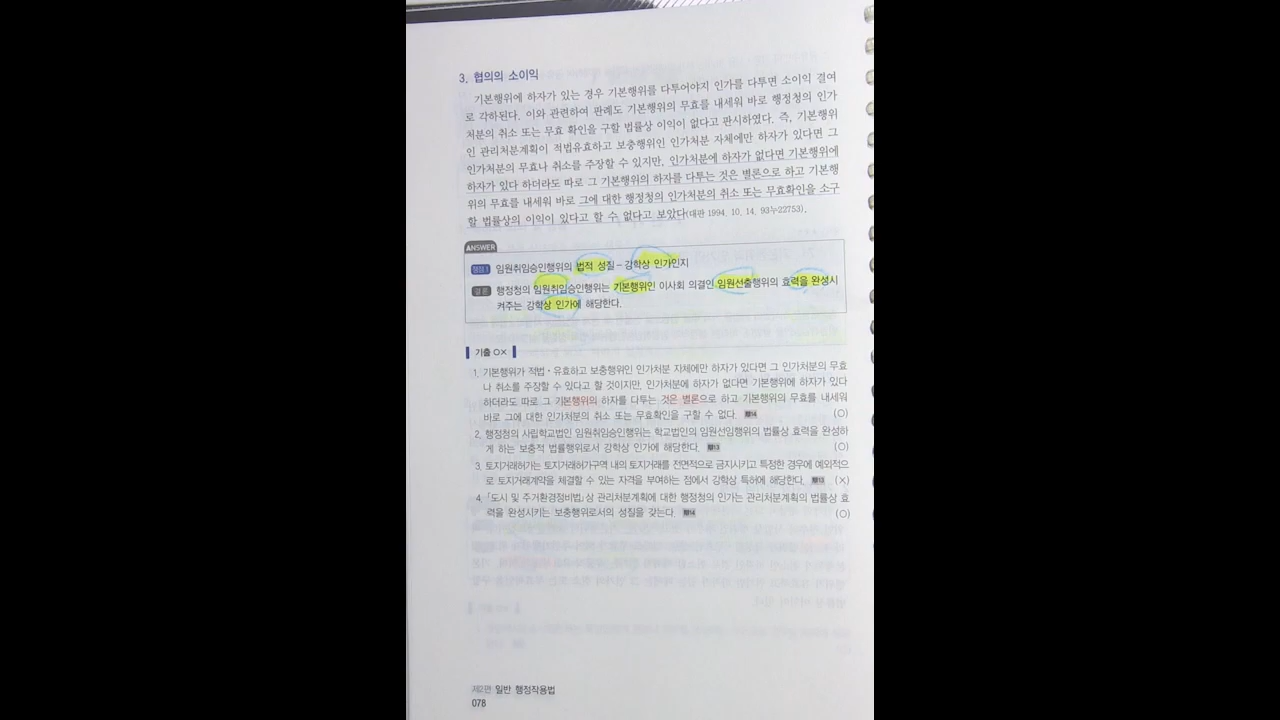 3. 협의의 소이익
기본행위에 하자가 있는 경우 기본행위를 다투어야지 인가를 다투면 소이익 결여
로 각하된다. 이와 관련하여 판례도 기본행위의 무효를 내세워 바로 행정청의 인가
처분의 취소 또는 무효 확인을 구할 법률상 이익이 없다고 판시하였다. 즉, 기본행위
인 관리처분계획이 적법유효하고 보충행위인 인가처분 자체에만 하자가 있다면 그
인가처분의 무효나 취소를 주장할 수 있지만, 인가처분에 하자가 없다면 기본행위에
하자가 있다 하더라도 따로 그 기본행위의 하자를 다투는 것은 별론으로 하고 기본행
위의 무효를 내세워 바로 그에 대한 행정청의 인가처분의 취소 또는 무효확인을 소구
할 법률상의 이익이 있다고 할 수 없다고 보았다(대판 1994. 10. 14. 93누22753).
ANSWER
쟁점 1 임원취임승인행위의 법적 성질 – 강학상 인가인지
결론 행정청의 임원취임승인행위는 기본행위인 이사회 의결인 임원선출행위의 효력을 완성시
켜주는 강학상 인가에 해당한다.
기출 OX
1. 기본행위가 적법·유효하고 보충행위인 인가처분 자체에만 하자가 있다면 그 인가처분의 무효
나 취소를 주장할 수 있다고 할 것이지만, 인가처분에 하자가 없다면 기본행위에 하자가 있다
하더라도 따로 그 기본행위의 하자를 다투는 것은 별론으로 하고 기본행위의 무효를 내세워
바로 그에 대한 인가처분의 취소 또는 무효확인을 구할 수 없다. (O)
2. 행정청의 사립학교법인 임원취임승인행위는 학교법인의 임원선임행위의 법률상 효력을 완성하
게 하는 보충적 법률행위로서 강학상 인가에 해당한다. (O)
3. 토지거래허가는 토지거래허가구역 내의 토지거래를 전면적으로 금지시키고 특정한 경우에 예외적으
로 토지거래계약을 체결할 수 있는 자격을 부여하는 점에서 강학상 특허에 해당한다. (X)
4. 「도시 및 주거환경정비법」상 관리처분계획에 대한 행정청의 인가는 관리처분계획의 법률상 효
력을 완성시키는 보충행위로서의 성질을 갖는다. (O)
제2편 일반 행정작용법
078